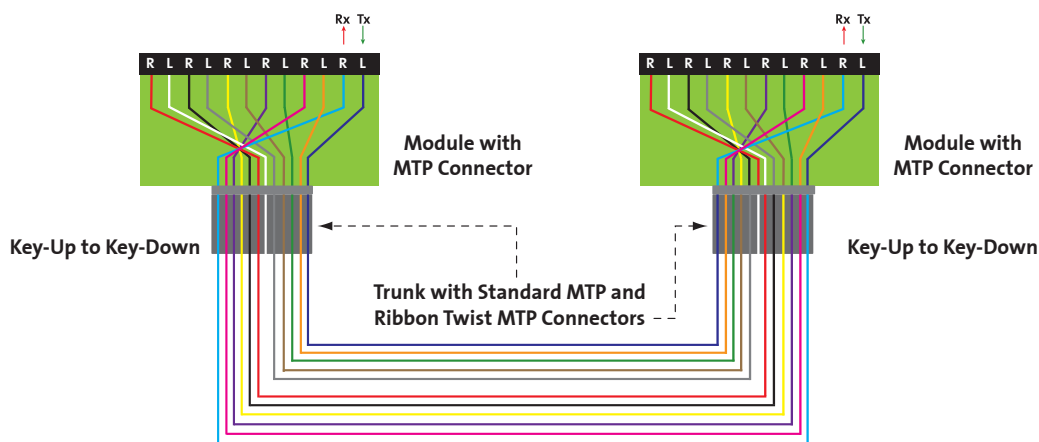 Rx Tx
Rx Tx
R L R L R L R L R L R L
R L R L R L R L R L R L
Module with
MTP Connector
Module with
MTP Connector
Key-Up to Key-Down
Key-Up to Key-Down
Trunk with Standard MTP and
Ribbon Twist MTP Connectors